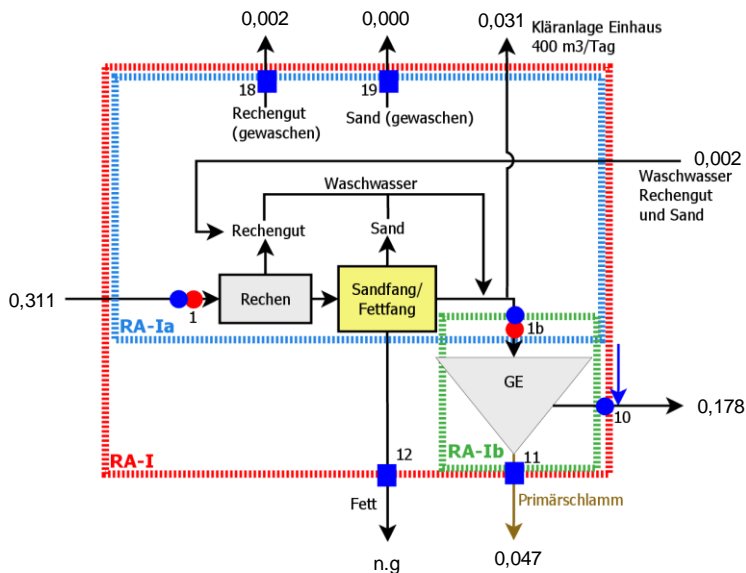 0,002
0,000
0,031
Kläranlage Einhaus
400 m3/Tag
18
19
Rechengut
(gewaschen)
Sand (gewaschen)
0,002
Waschwasser
Waschwasser
Rechengut
und Sand
Rechengut
Sand
0,311
1
Rechen
Sandfang/
Fettfang
RA-Ia
1b
GE
10
0,178
RA-I
12
RA-Ib
11
Fett
Primärschlamm
n.g
0,047